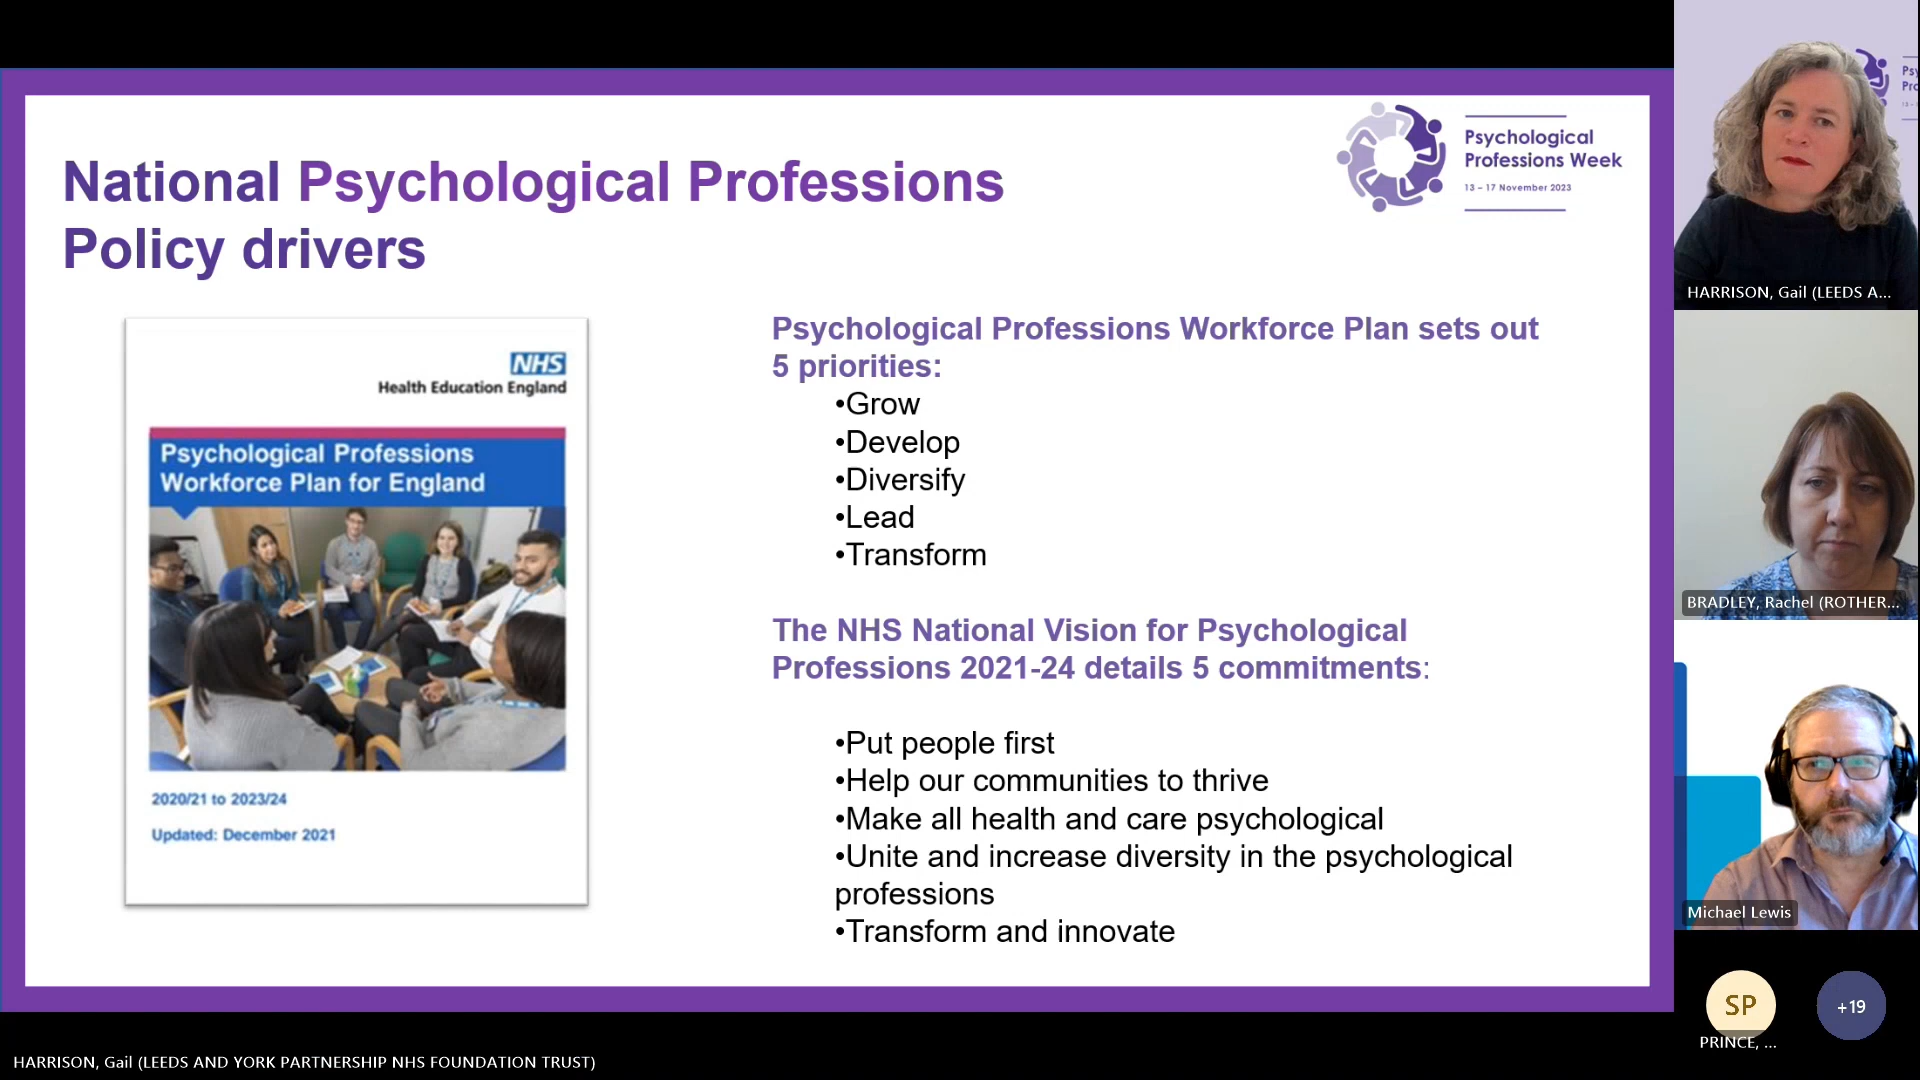 National Psychological Professions
Policy drivers
Psychological
Professions Week
13 – 17 November 2023
NHS
Health Education England
Psychological Professions
Workforce Plan for England
2020/21 to 2023/24
Updated: December 2021
Psychological Professions Workforce Plan sets out
5 priorities:
•Grow
•Develop
•Diversify
•Lead
•Transform
The NHS National Vision for Psychological
Professions 2021-24 details 5 commitments:
•Put people first
•Help our communities to thrive
•Make all health and care psychological
•Unite and increase diversity in the psychological
professions
•Transform and innovate
HARRISON, Gail (LEEDS A...
BRADLEY, Rachel (ROTHER...
Michael Lewis
SP
PRINCE, ...
+19
HARRISON, Gail (LEEDS AND YORK PARTNERSHIP NHS FOUNDATION TRUST)